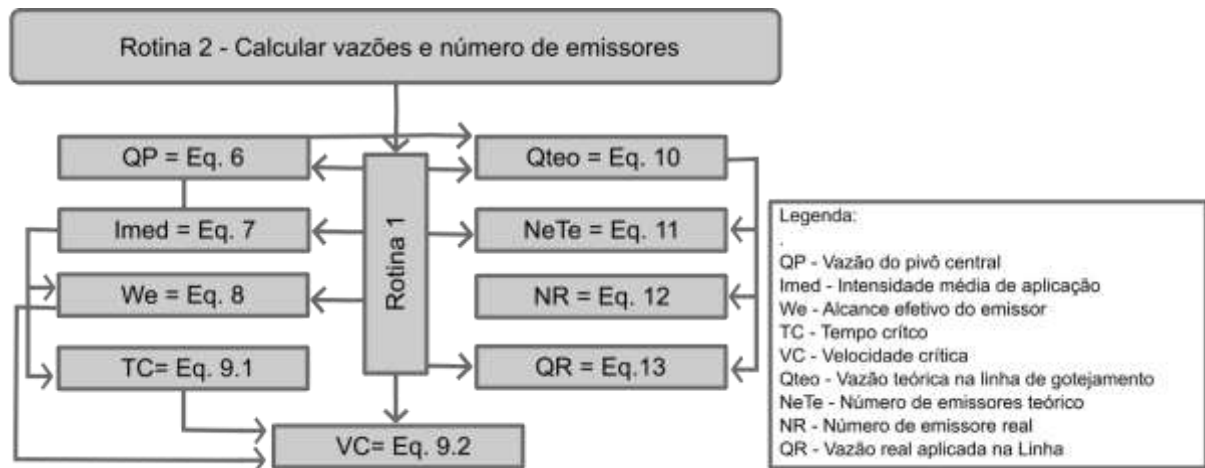 Rotina 2 - Calcular vazões e número de emissores
QP = Eq. 6
Imed = Eq. 7
We = Eq. 8
TC= Eq. 9.1
Rotina 1
Qteo = Eq. 10
NeTe = Eq. 11
NR = Eq. 12
QR = Eq.13
VC= Eq. 9.2
Legenda:
.
QP - Vazão do pivô central
Imed - Intensidade média de aplicação
We - Alcance efetivo do emissor
TC - Tempo crítco
VC - Velocidade crítica
Qteo - Vazão teórica na linha de gotejamento
NeTe - Número de emissores teórico
NR - Número de emissore real
QR - Vazão real aplicada na Linha